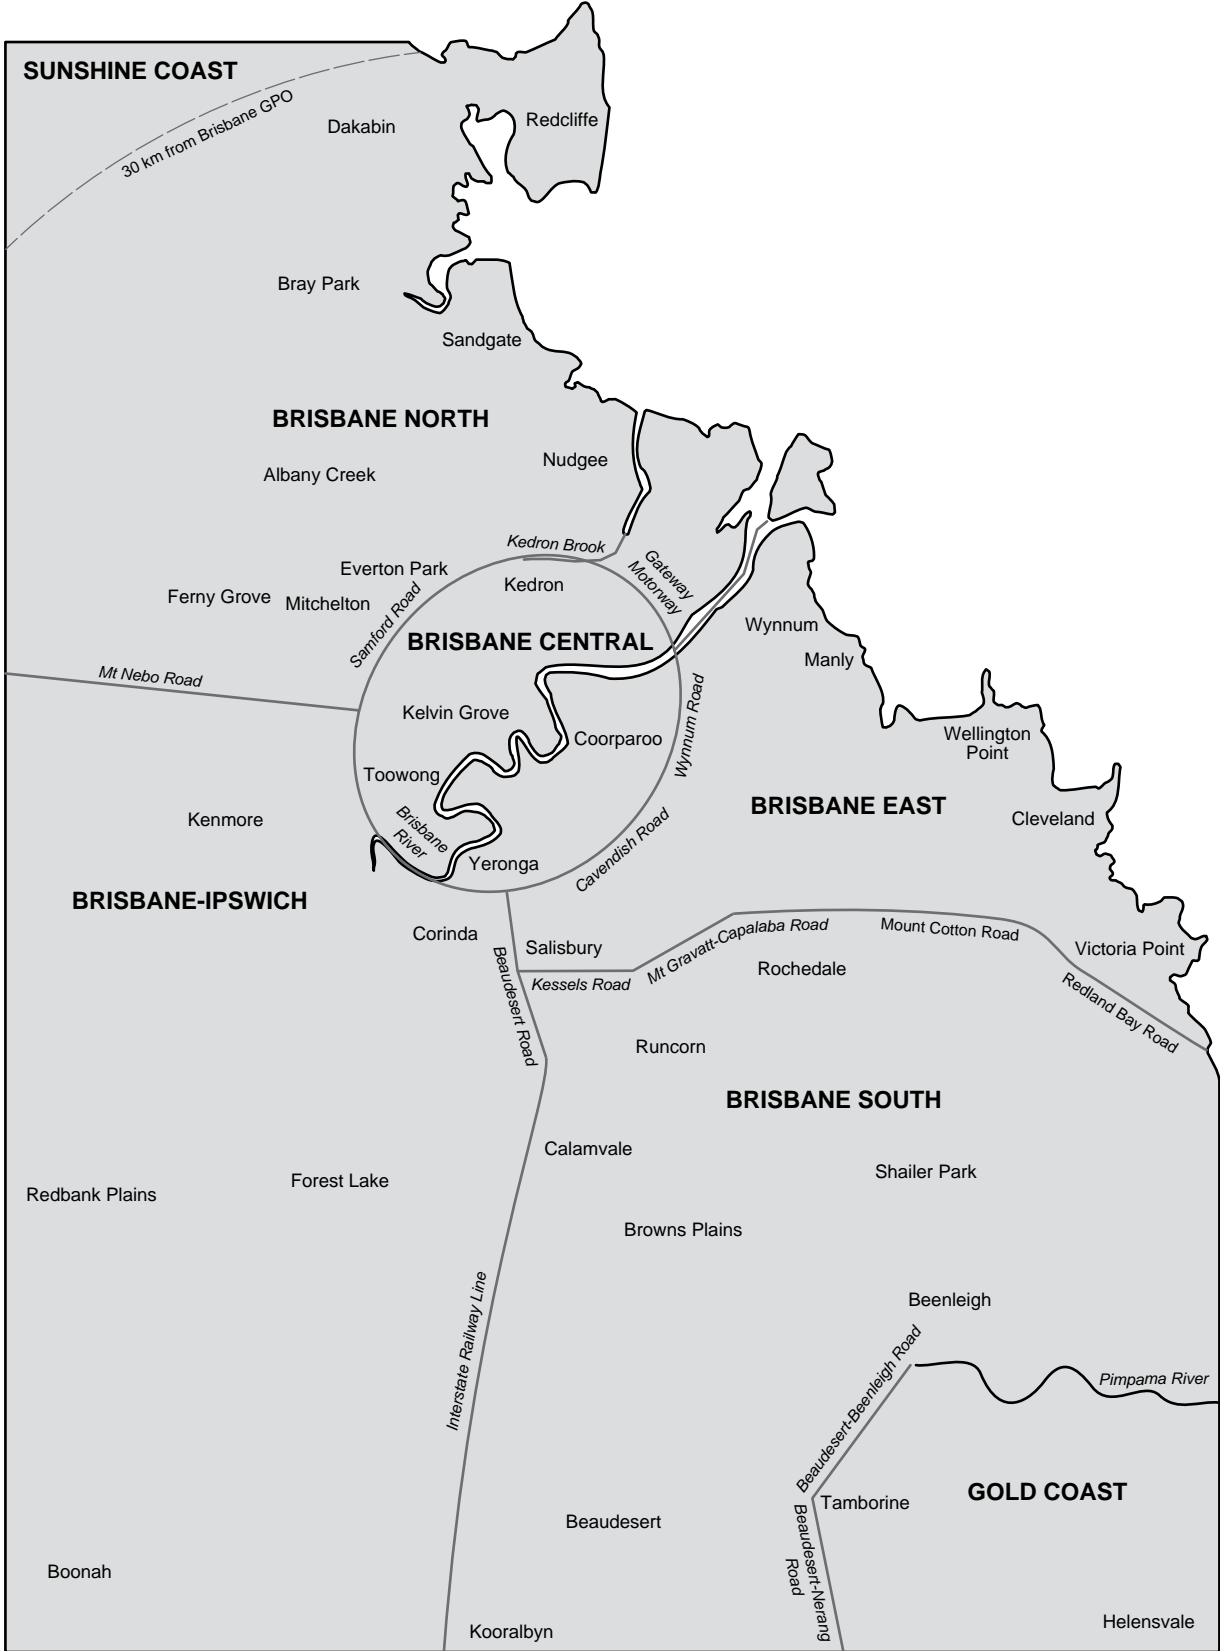 SUNSHINE COAST
30 km from Brisbane GPO
Dakabin
Redcliffe
Bray Park
Sandgate
BRISBANE NORTH
Albany Creek
Nudgee
Kedron Brook
Gateway
Motorway
Everton Park
Kedron
Ferny Grove
Mitchelton
Samford Road
BRISBANE CENTRAL
Wynnum
Manly
Mt Nebo Road
Kelvin Grove
Coorparoo
Wynnum Road
Wellington
Point
Toowong
BRISBANE EAST
Kenmore
Brisbane
River
Cleveland
Yeronga
Cavendish Road
BRISBANE-IPSWICH
Corinda
Salisbury
Beaudesert Road
Kessels Road
Mt Gravatt-Capalaba Road
Mount Cotton Road
Victoria Point
Rochedale
Redland Bay Road
Runcorn
BRISBANE SOUTH
Calamvale
Shailer Park
Forest Lake
Redbank Plains
Browns Plains
Beenleigh
Interstate Railway Line
Beaudesert-Beenleigh Road
Pimpama River
GOLD COAST
Tamborine
Beaudesert
Beaudesert-Nerang
Road
Boonah
Kooralbyn
Helensvale